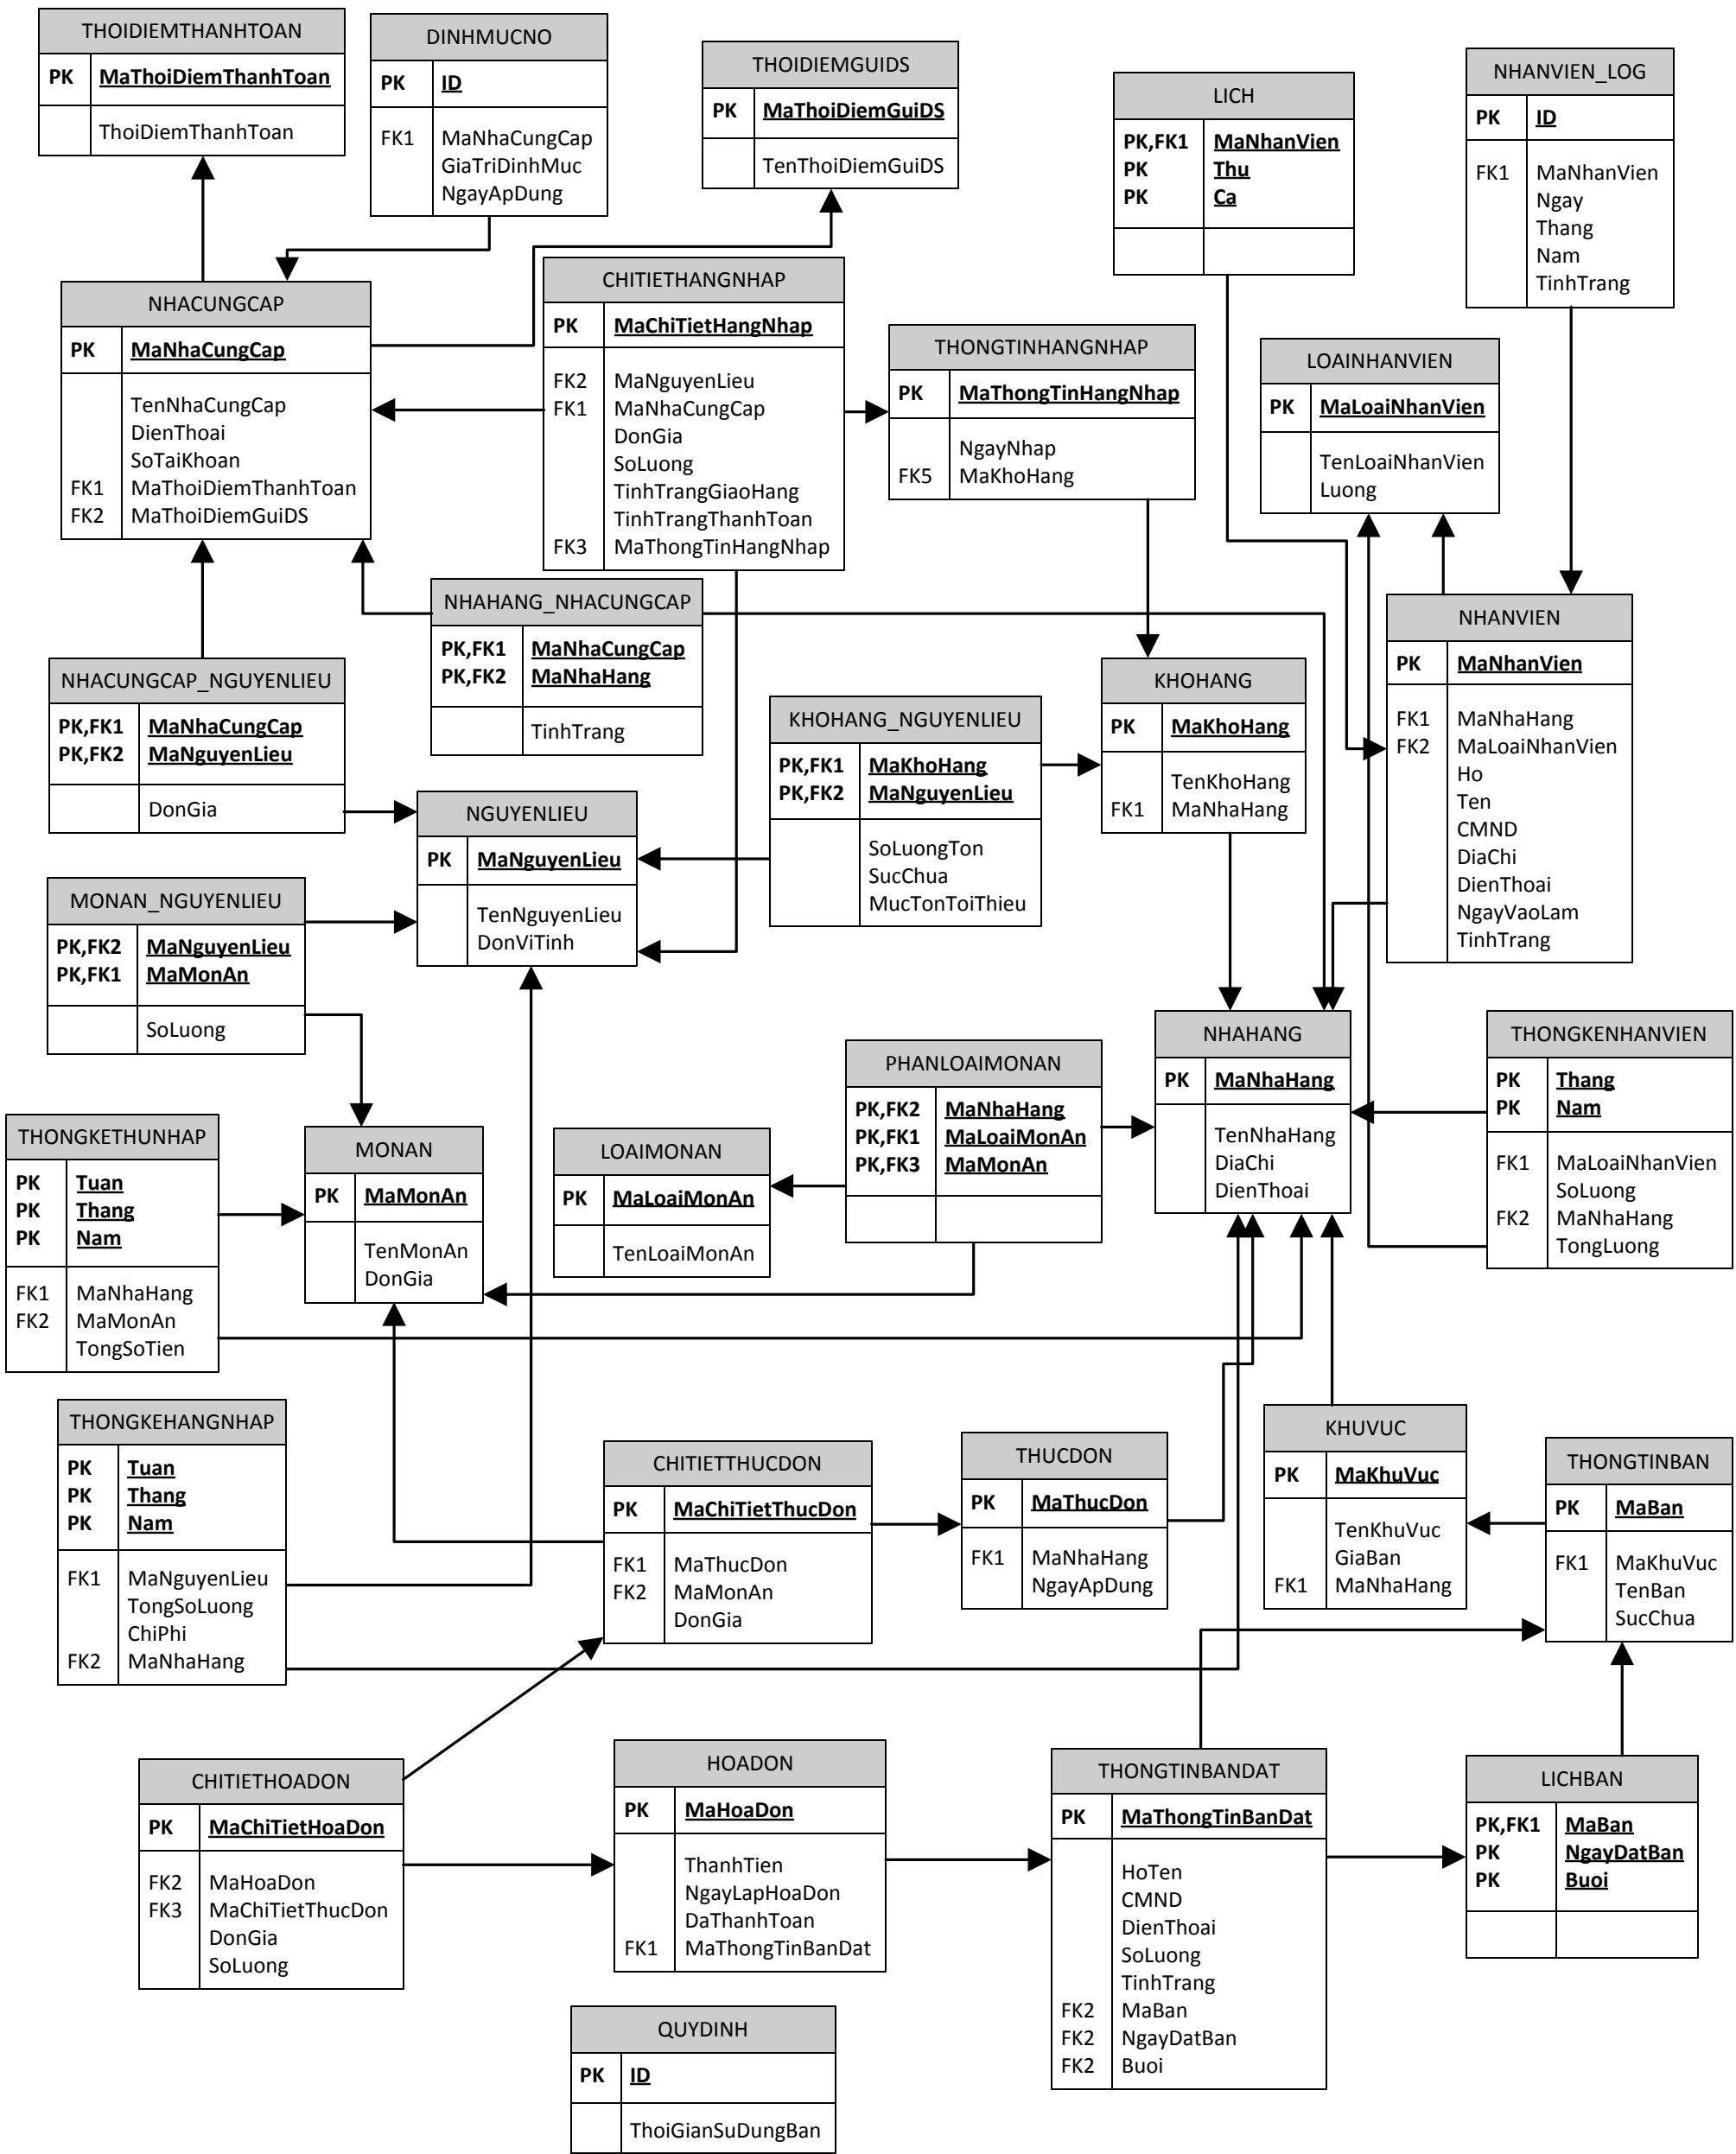 THOIDIEMTHANHTOAN
PK MaThoiDiemThanhToan
ThoiDiemThanhToan
DINHMUCNO
PK ID
FK1 MaNhaCungCap
GiaTriDinhMuc
NgayApDung
THOIDIEMGUIDS
PK MaThoiDiemGuiDS
TenThoiDiemGuiDS
LICH
PK,FK1 MaNhanVien
PK Thu
PK Ca
NHANVIEN_LOG
PK ID
FK1 MaNhanVien
Ngay
Thang
Nam
TinhTrang
NHACUNGCAP
PK MaNhaCungCap
TenNhaCungCap
DienThoai
SoTaiKhoan
FK1 MaThoiDiemThanhToan
FK2 MaThoiDiemGuiDS
CHITIETHANGNHAP
PK MaChiTietHangNhap
FK2 MaNguyenLieu
FK1 MaNhaCungCap
DonGia
SoLuong
TinhTrangGiaoHang
TinhTrangThanhToan
FK3 MaThongTinHangNhap
THONGTINHANGNHAP
PK MaThongTinHangNhap
NgayNhap
FK5 MaKhoHang
LOAINHANVIEN
PK MaLoaiNhanVien
TenLoaiNhanVien
Luong
NHAHANG_NHACUNGCAP
PK,FK1 MaNhaCungCap
PK,FK2 MaNhaHang
TinhTrang
NHANVIEN
PK MaNhanVien
FK1 MaNhaHang
FK2 MaLoaiNhanVien
Ho
Ten
CMND
DiaChi
DienThoai
NgayVaoLam
TinhTrang
NHACUNGCAP_NGUYENLIEU
PK,FK1 MaNhaCungCap
PK,FK2 MaNguyenLieu
DonGia
KHOHANG
PK MaKhoHang
TenKhoHang
FK1 MaNhaHang
KHOHANG_NGUYENLIEU
PK,FK1 MaKhoHang
PK,FK2 MaNguyenLieu
SoLuongTon
SucChua
MucTonToiThieu
NGUYENLIEU
PK MaNguyenLieu
TenNguyenLieu
DonViTinh
MONAN_NGUYENLIEU
PK,FK2 MaNguyenLieu
PK,FK1 MaMonAn
SoLuong
NHAHANG
PK MaNhaHang
TenNhaHang
DiaChi
DienThoai
THONGKENHANVIEN
PK Thang
PK Nam
FK1 MaLoaiNhanVien
SoLuong
FK2 MaNhaHang
TongLuong
PHANLOAIMONAN
PK,FK2 MaNhaHang
PK,FK1 MaLoaiMonAn
PK,FK3 MaMonAn
THONGKETHUNHAP
PK Tuan
PK Thang
PK Nam
FK1 MaNhaHang
FK2 MaMonAn
TongSoTien
MONAN
PK MaMonAn
TenMonAn
DonGia
LOAIMONAN
PK MaLoaiMonAn
TenLoaiMonAn
THONGKEHANGNHAP
PK Tuan
PK Thang
PK Nam
FK1 MaNguyenLieu
TongSoLuong
ChiPhi
FK2 MaNhaHang
CHITIETTHUCDON
PK MaChiTietThucDon
FK1 MaThucDon
FK2 MaMonAn
DonGia
THUCDON
PK MaThucDon
FK1 MaNhaHang
NgayApDung
KHUVUC
PK MaKhuVuc
TenKhuVuc
GiaBan
FK1 MaNhaHang
THONGTINBAN
PK MaBan
FK1 MaKhuVuc
TenBan
SucChua
CHITIETHOADON
PK MaChiTietHoaDon
FK2 MaHoaDon
FK3 MaChiTietThucDon
DonGia
SoLuong
HOADON
PK MaHoaDon
ThanhTien
NgayLapHoaDon
DaThanhToan
FK1 MaThongTinBanDat
THONGTINBANDAT
PK MaThongTinBanDat
HoTen
CMND
DienThoai
SoLuong
TinhTrang
FK2 MaBan
FK2 NgayDatBan
FK2 Buoi
LICHBAN
PK,FK1 MaBan
PK NgayDatBan
PK Buoi
QUYDINH
PK ID
ThoiGianSuDungBan